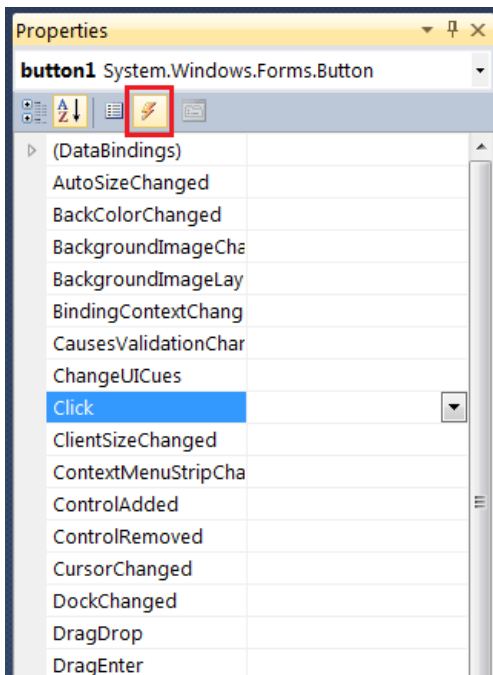 Properties
button1 System.Windows.Forms.Button
(DataBindings)
AutoSizeChanged
BackColorChanged
BackgroundImageCha
BackgroundImageLay
BindingContextChang
CausesValidationChar
ChangeUICues
Click
ClientSizeChanged
ContextMenuStripCha
ControlAdded
ControlRemoved
CursorChanged
DockChanged
DragDrop
DragEnter